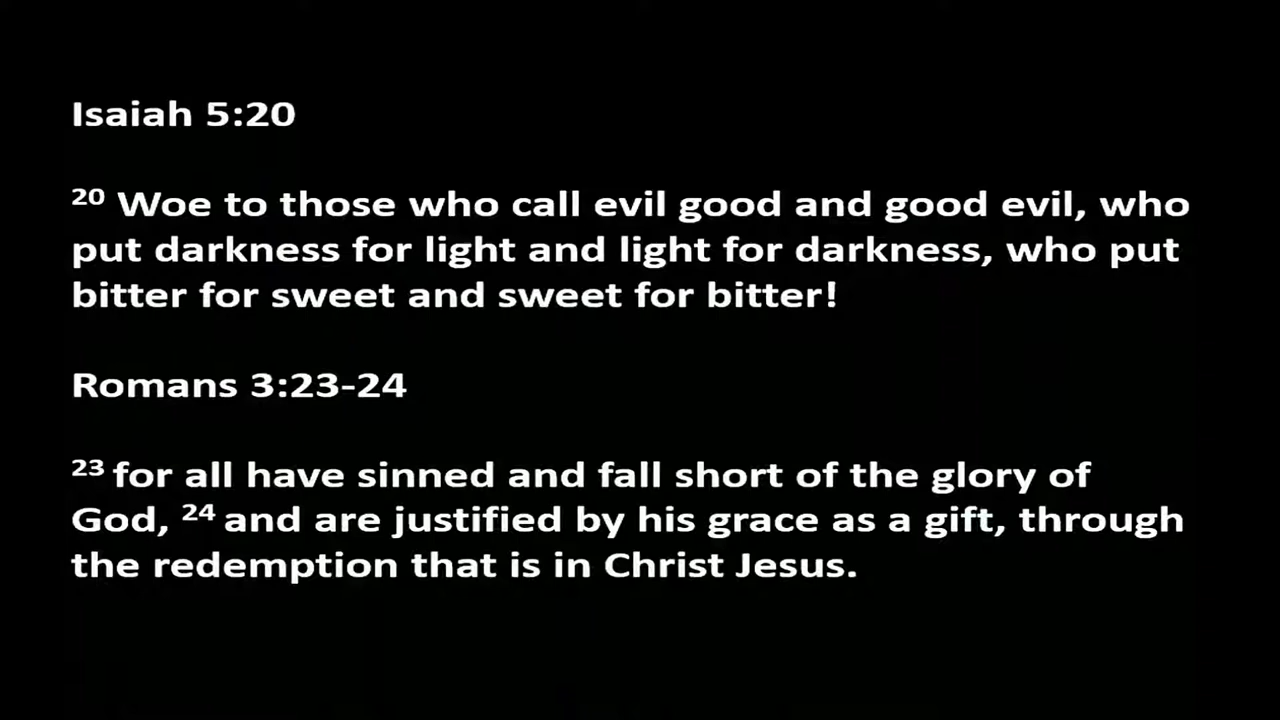 Isaiah 5:20
20 Woe to those who call evil good and good evil, who
put darkness for light and light for darkness, who put
bitter for sweet and sweet for bitter!
Romans 3:23-24
23 for all have sinned and fall short of the glory of
God, 24 and are justified by his grace as a gift, through
the redemption that is in Christ Jesus.